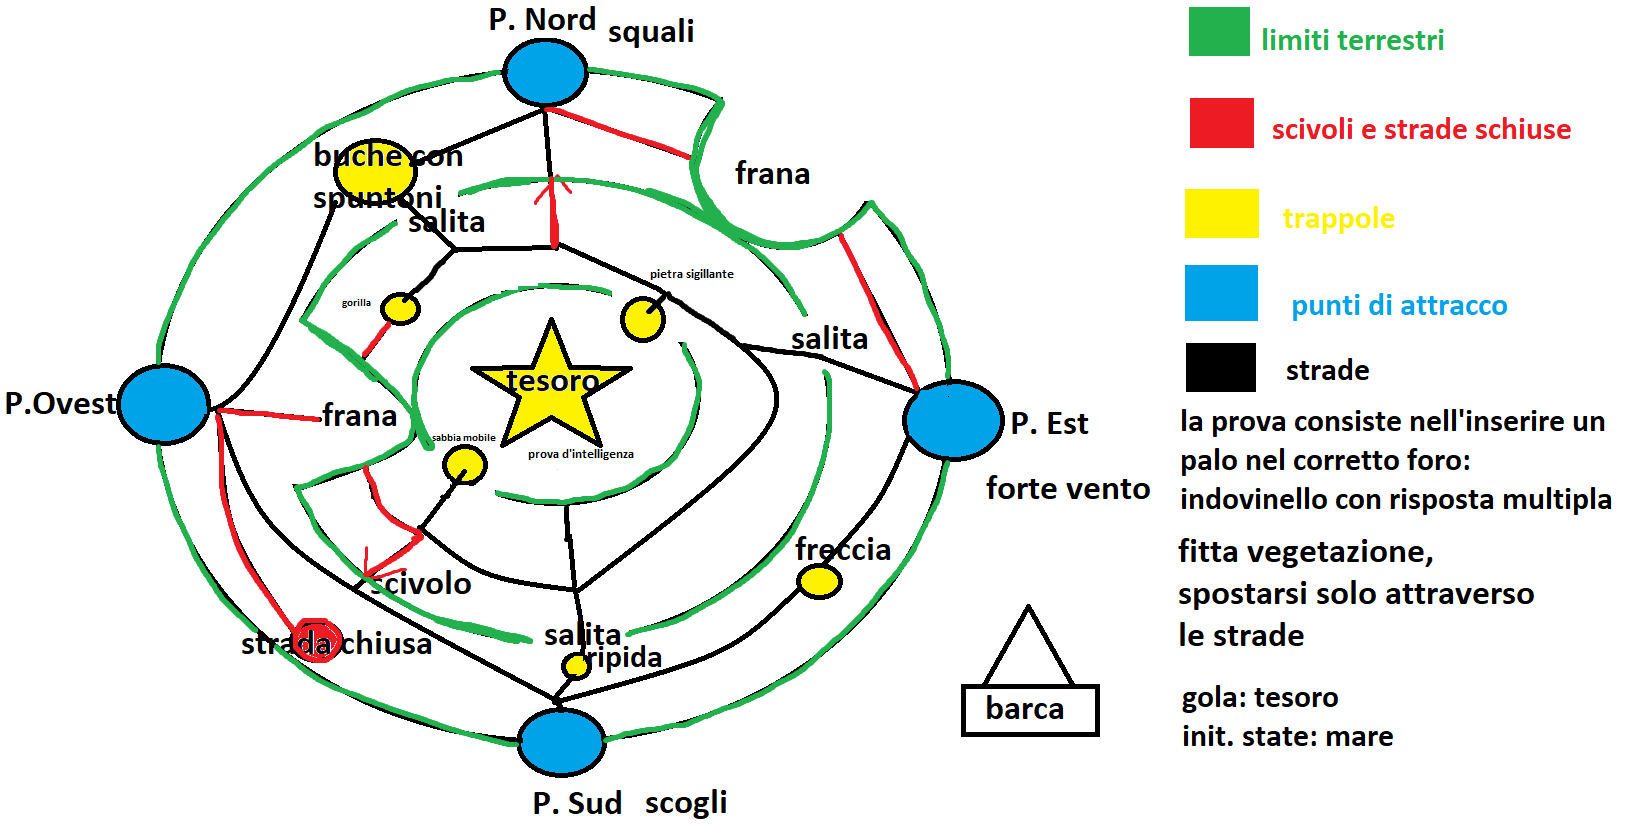 P. Nord
squali
buche con
spuntoni
salita
frana
gorilla
pietra sigillante
salita
tesoro
P.Ovest
frana
sabbia mobile
prova d'intelligenza
P. Est
forte vento
freccia
scivolo
strada chiusa
salita
ripida
barca
P. Sud
scogli
limiti terrestri
scivoli e strade schiuse
trappole
punti di attracco
strade
la prova consiste nell'inserire un
palo nel corretto foro:
indovinello con risposta multipla
fitta vegetazione,
spostarsi solo attraverso
le strade
gola: tesoro
init. state: mare